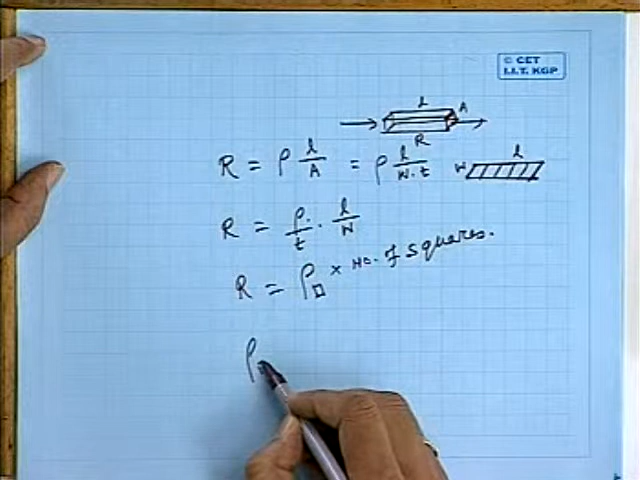 © CET
I.I.T. KGP
l
A
R
R = ρ l/A = ρ l/W.t
W l
R = ρ/t . l/W
R = ρ□ × No. of squares.
ρ